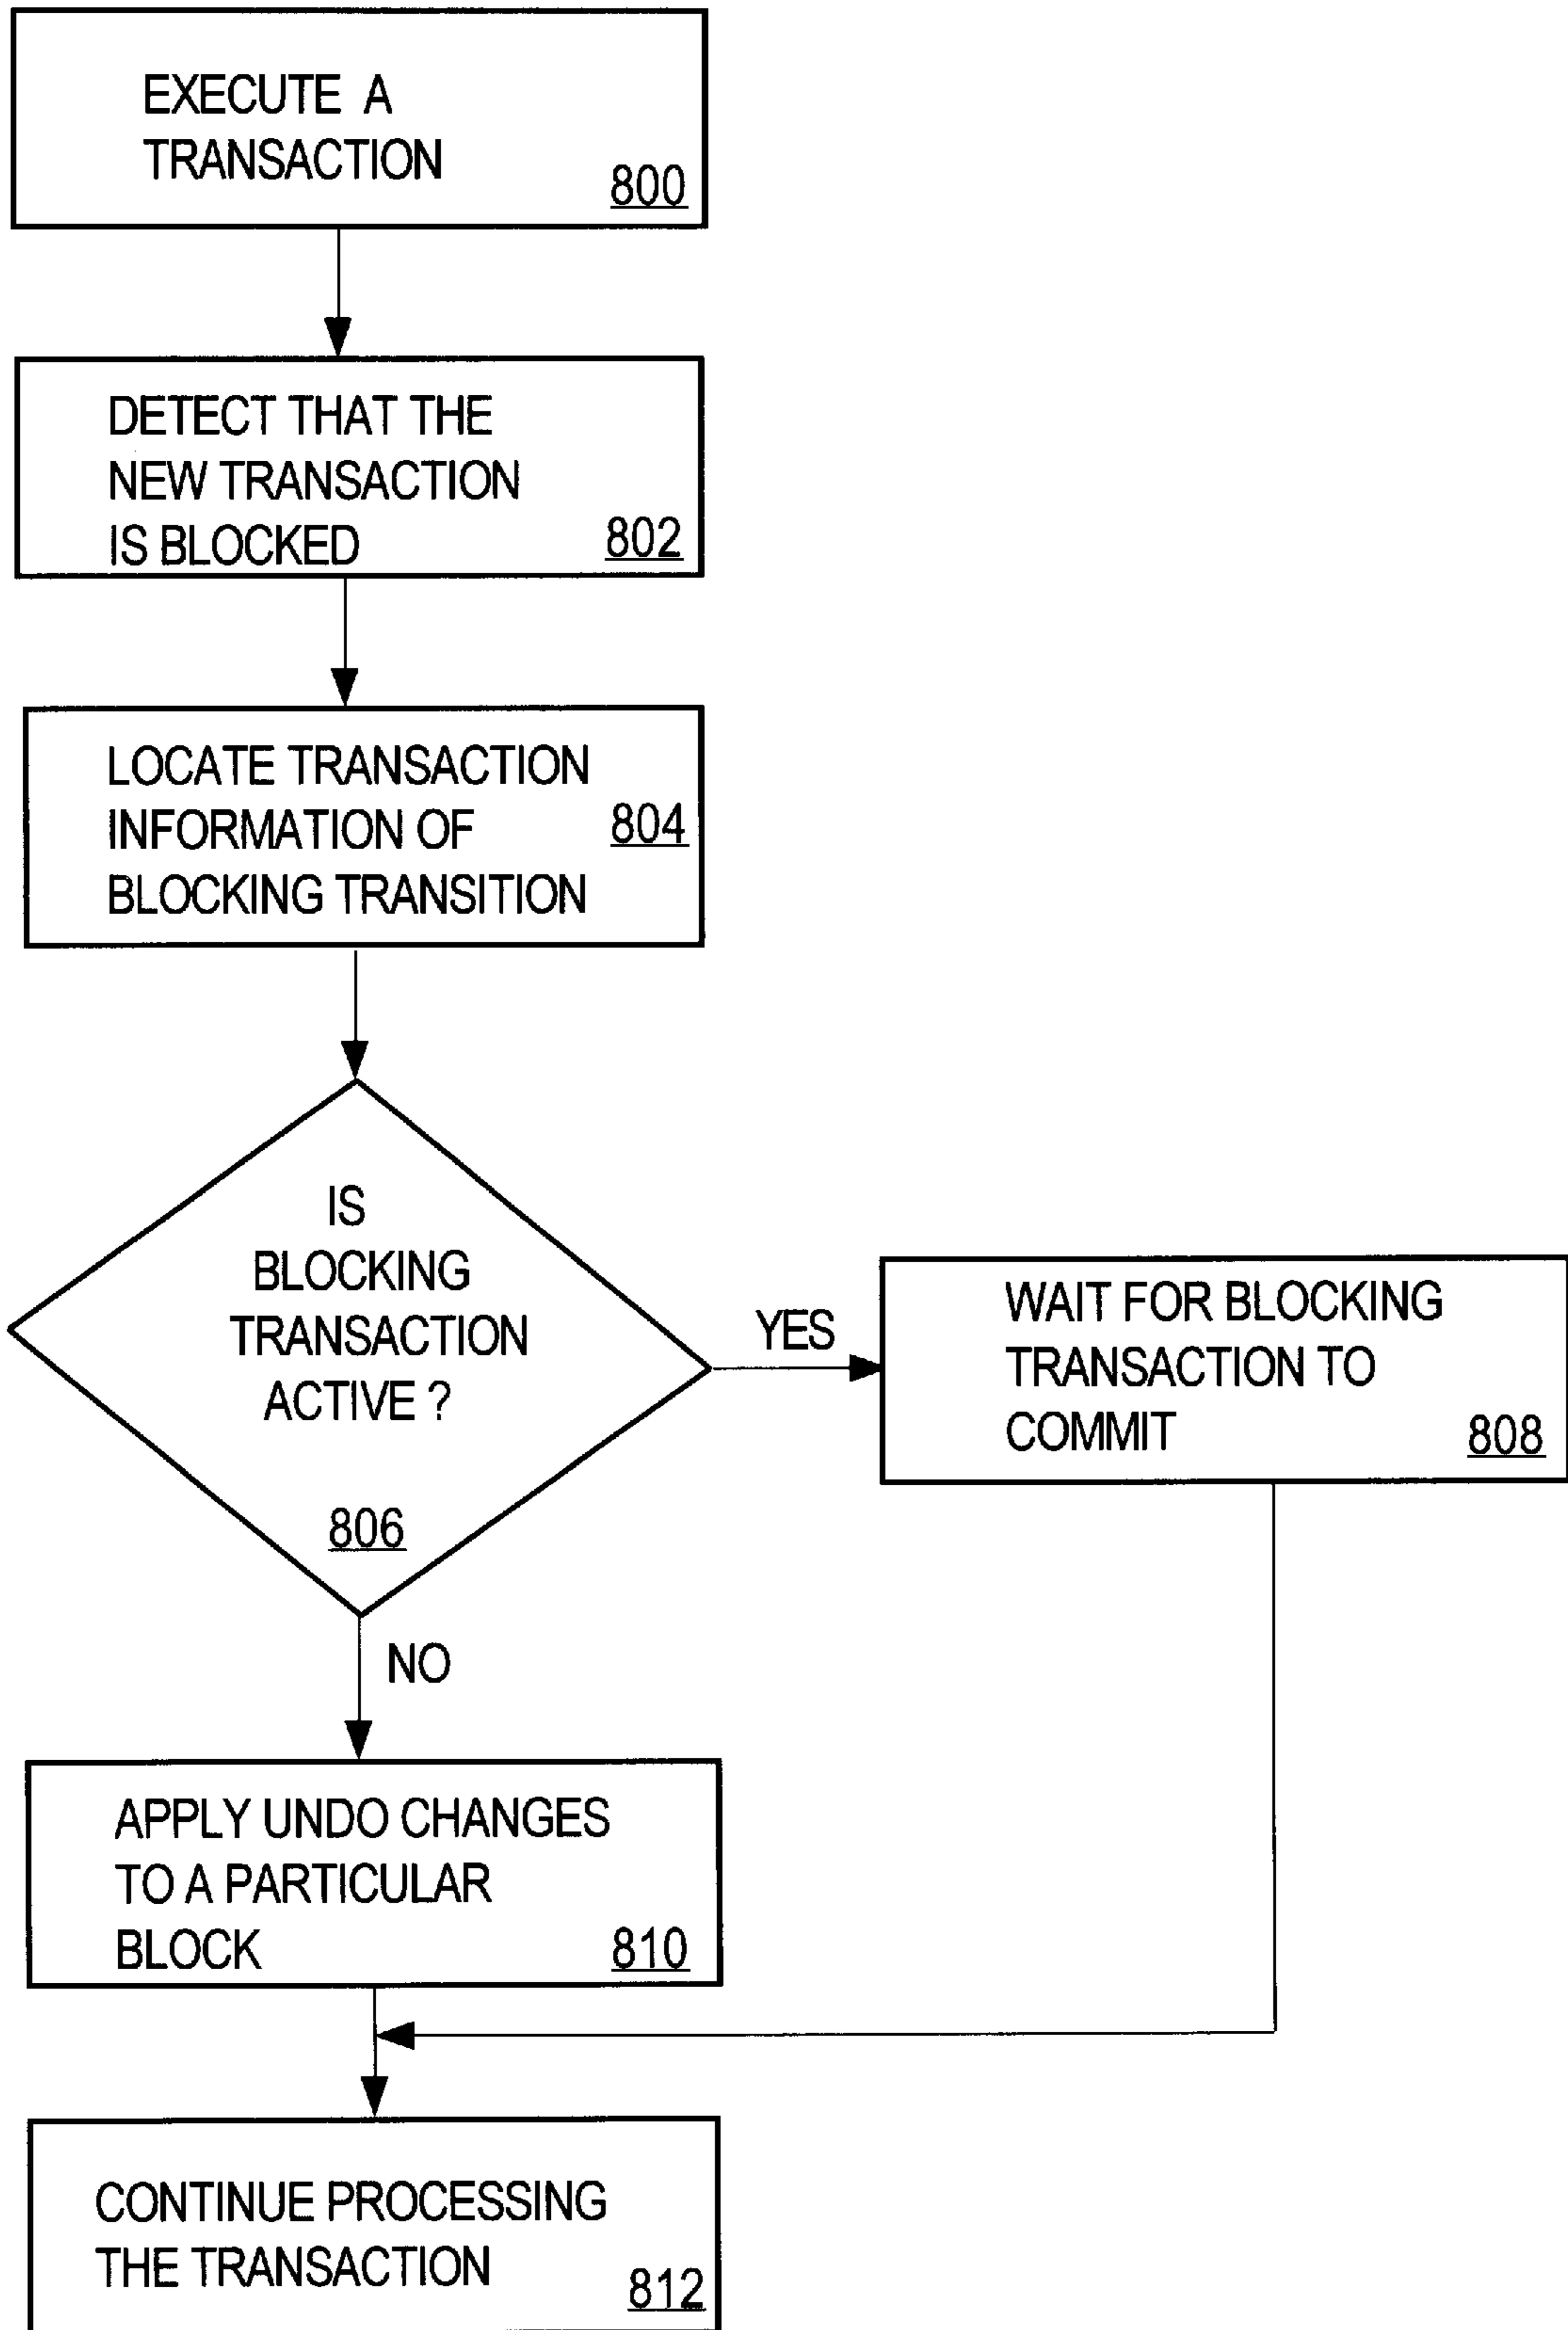 EXECUTE A
TRANSACTION
800
DETECT THAT THE
NEW TRANSACTION
IS BLOCKED
802
LOCATE TRANSACTION
INFORMATION OF
804
BLOCKING TRANSITION
IS
BLOCKING
TRANSACTION
ACTIVE ?
806
YES
WAIT FOR BLOCKING
TRANSACTION TO
COMMIT
808
NO
APPLY UNDO CHANGES
TO A PARTICULAR
BLOCK
810
CONTINUE PROCESSING
THE TRANSACTION
812